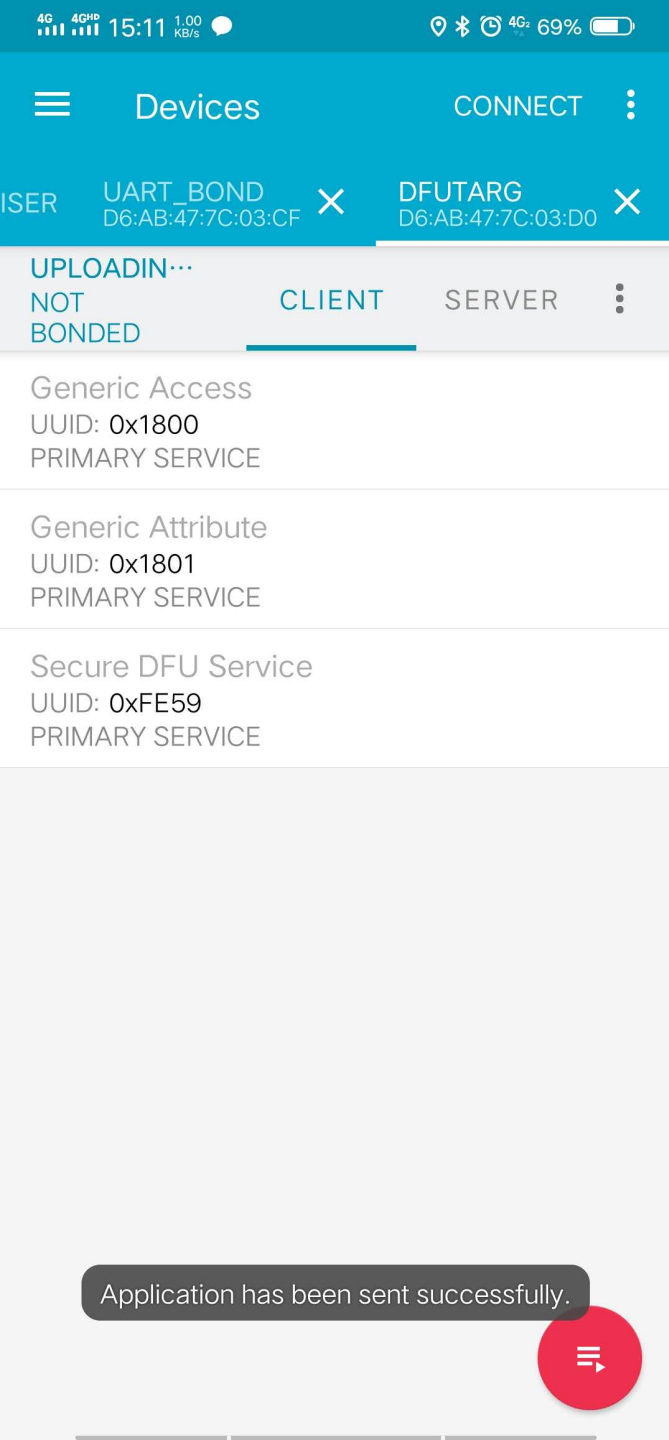 4G 4GHD 15:11 1.00 KB/s 4G2 69%
Devices CONNECT
ISER UART_BOND DFUTARG
D6:AB:47:7C:03:CF D6:AB:47:7C:03:D0
UPLOADIN···
NOT
BONDED
CLIENT SERVER
Generic Access
UUID: 0x1800
PRIMARY SERVICE
Generic Attribute
UUID: 0x1801
PRIMARY SERVICE
Secure DFU Service
UUID: 0xFE59
PRIMARY SERVICE
Application has been sent successfully.